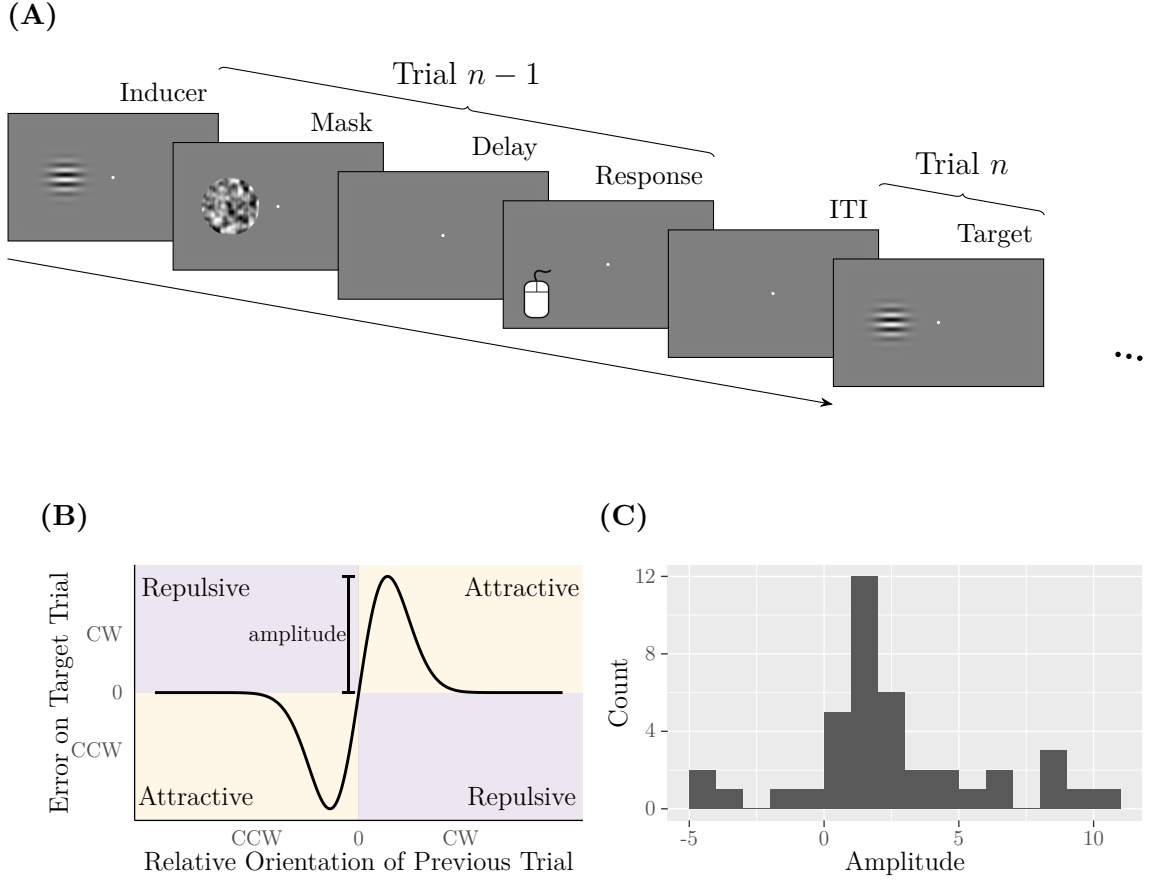 (A)
Trial n − 1
Inducer
Mask
Delay
Response
ITI
Trial n
Target
...
(B)
Error on Target Trial
CW
0
CCW
Repulsive
Attractive
amplitude
Attractive
Repulsive
CCW
0
CW
Relative Orientation of Previous Trial
(C)
Count
12
8
4
0
-5
0
5
10
Amplitude